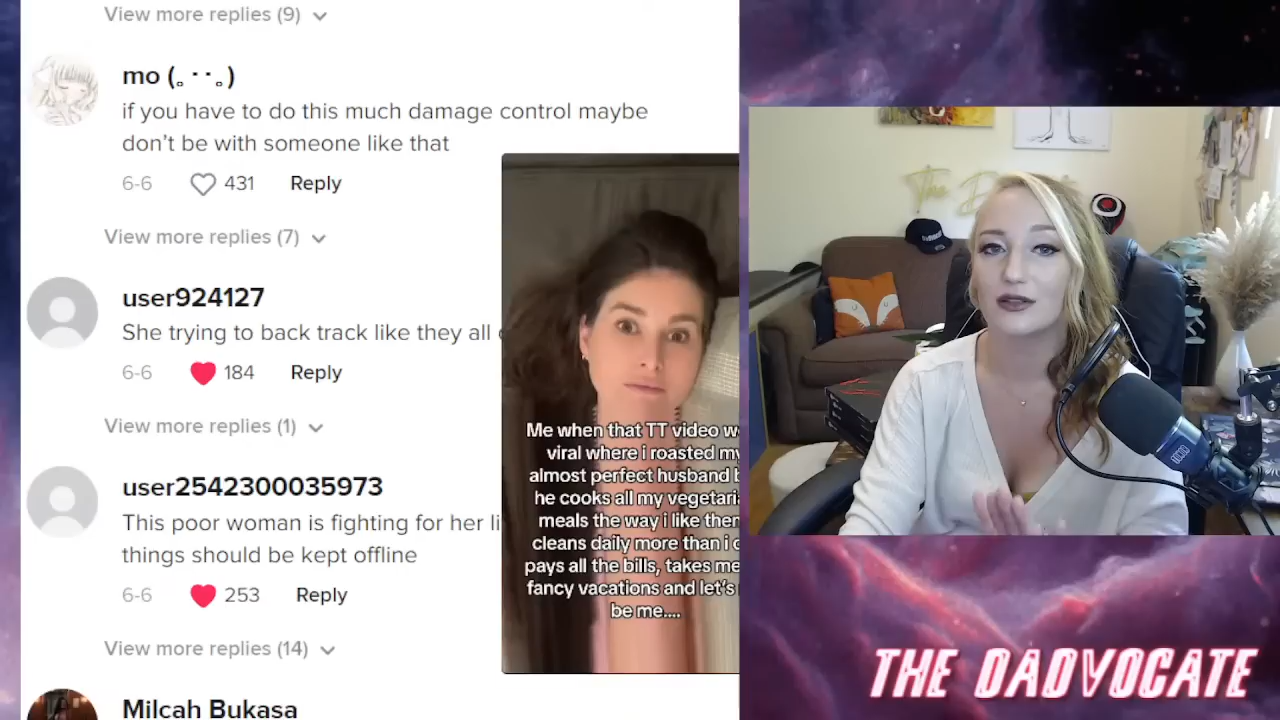 View more replies (9)
mo (｡･･｡)
if you have to do this much damage control maybe
don't be with someone like that
6-6 431 Reply
View more replies (7)
user924127
She trying to back track like they all
6-6 184 Reply
View more replies (1)
user2542300035973
This poor woman is fighting for her
things should be kept offline
6-6 253 Reply
View more replies (14)
Milcah Bukasa
Me when that TT video
viral where i roasted
almost perfect husband
he cooks all my
meals the way i like
cleans daily more than i
pays all the bills, takes me
fancy vacations and let's
be me....
THE DADVOCATE